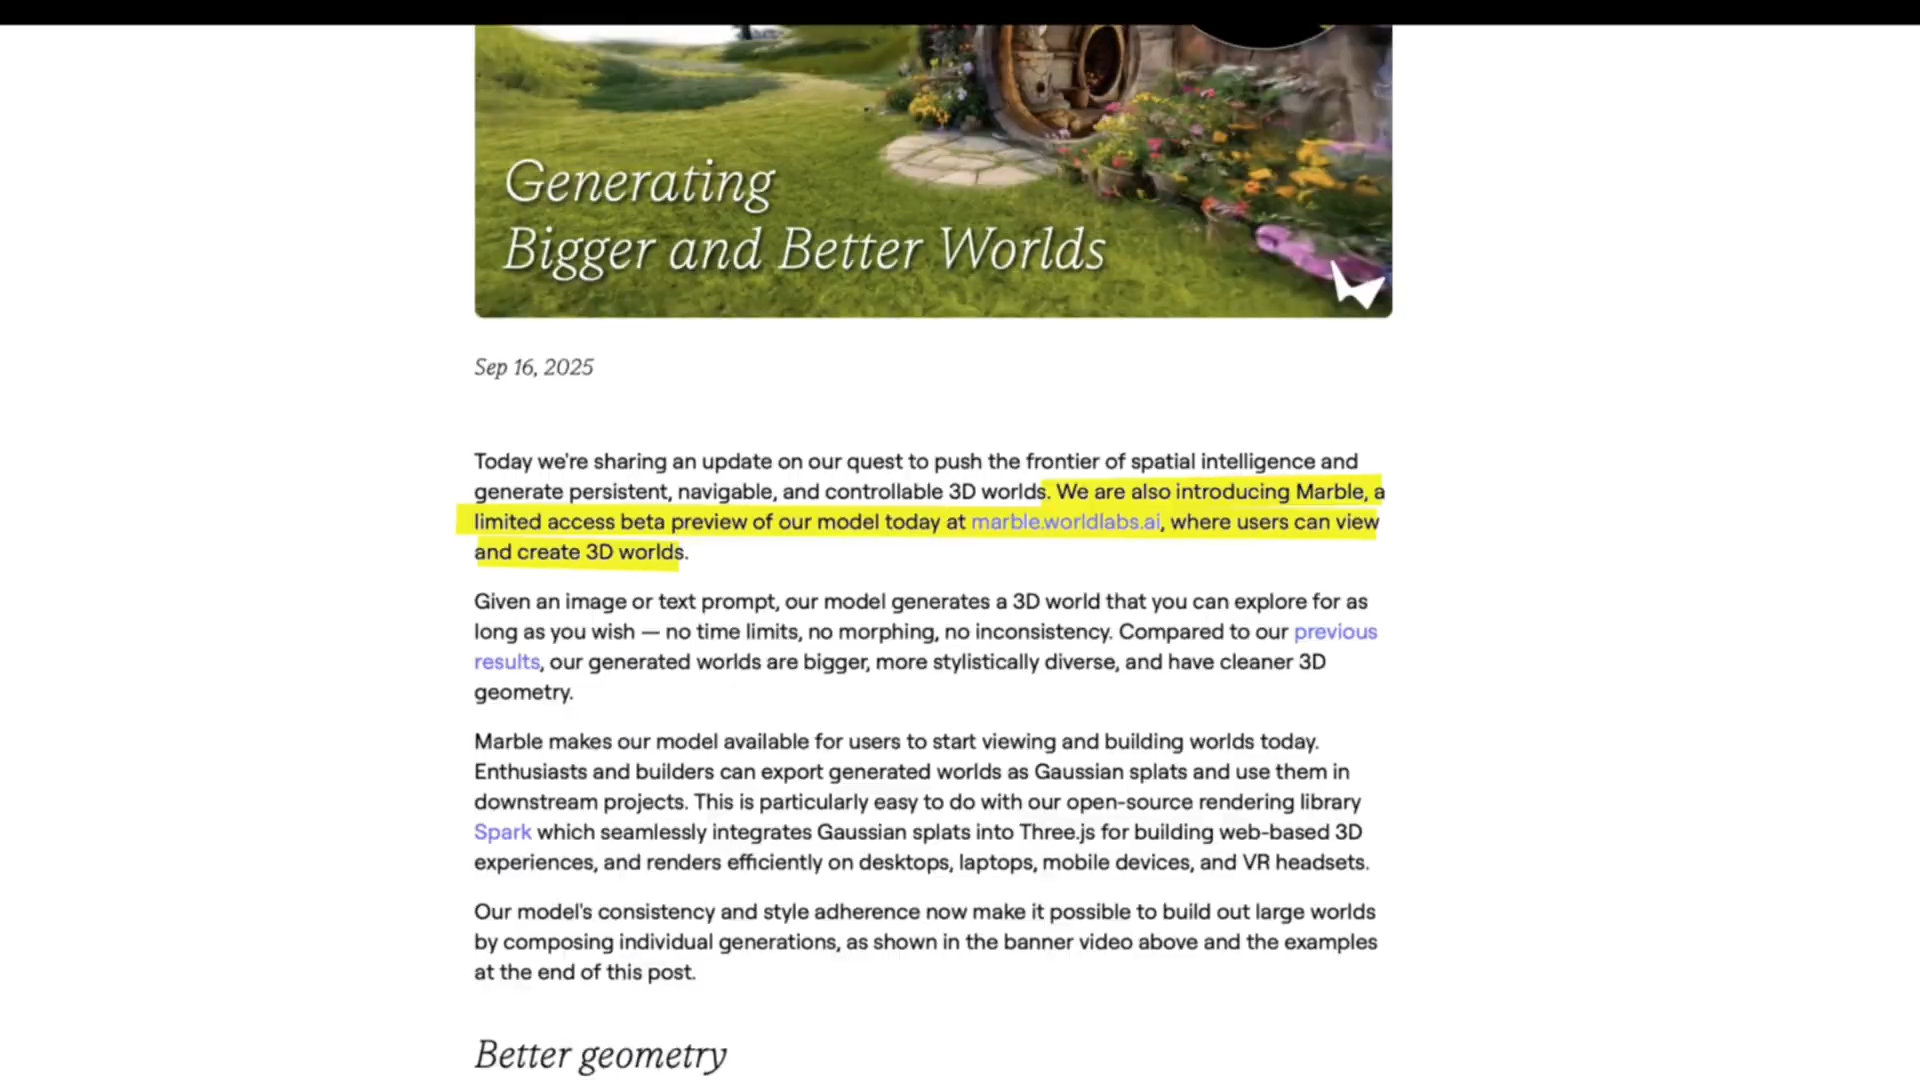 Generating
Bigger and Better Worlds
Sep 16, 2025
Today we're sharing an update on our quest to push the frontier of spatial intelligence and
generate persistent, navigable, and controllable 3D worlds. We are also introducing Marble, a
limited access beta preview of our model today at marble.worldlabs.ai, where users can view
and create 3D worlds.
Given an image or text prompt, our model generates a 3D world that you can explore for as
long as you wish — no time limits, no morphing, no inconsistency. Compared to our previous
results, our generated worlds are bigger, more stylistically diverse, and have cleaner 3D
geometry.
Marble makes our model available for users to start viewing and building worlds today.
Enthusiasts and builders can export generated worlds as Gaussian splats and use them in
downstream projects. This is particularly easy to do with our open-source rendering library
Spark which seamlessly integrates Gaussian splats into Three.js for building web-based 3D
experiences, and renders efficiently on desktops, laptops, mobile devices, and VR headsets.
Our model's consistency and style adherence now make it possible to build out large worlds
by composing individual generations, as shown in the banner video above and the examples
at the end of this post.
Better geometry